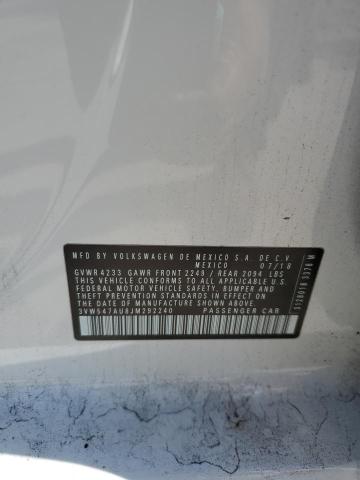 MFD BY VOLKSWAGEN DE MEXICO S.A. DE C.V.
MEXICO 07/18
GVWR 4233 GAWR FRONT 2249 / REAR 2094 LBS
THIS VEHICLE CONFORMS TO ALL APPLICABLE U.S.
FEDERAL MOTOR VEHICLE SAFETY, BUMPER AND
THEFT PREVENTION STANDARDS IN EFFECT ON
THE DATE OF MANUFACTURE SHOWN ABOVE
3VW547AU8JM292240 PASSENGER CAR